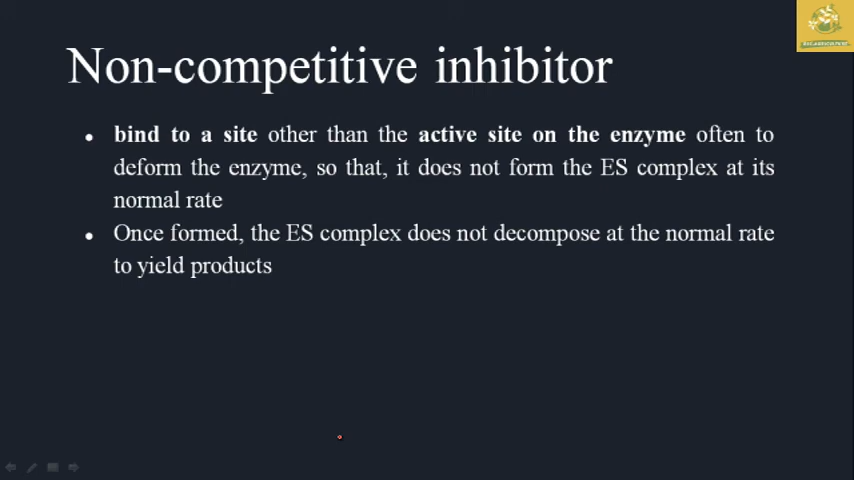 Non-competitive inhibitor
• bind to a site other than the active site on the enzyme often to
deform the enzyme, so that, it does not form the ES complex at its
normal rate
• Once formed, the ES complex does not decompose at the normal rate
to yield products